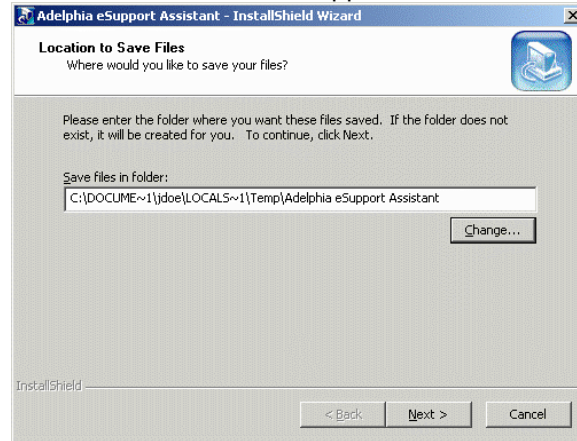 Adelphia eSupport Assistant - InstallShield Wizard
Location to Save Files
Where would you like to save your files?
Please enter the folder where you want these files saved. If the folder does not
exist, it will be created for you. To continue, click Next.
Save files in folder:
C:\DOCUME~1\jdoe\LOCALS~1\Temp\Adelphia eSupport Assistant
Change...
InstallShield
< Back Next > Cancel